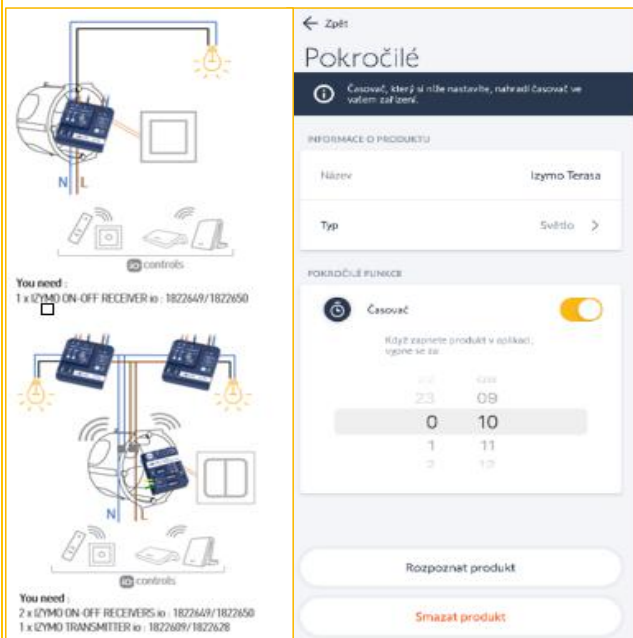 N L
io controls
You need :
1 x IZYMO ON-OFF RECEIVER io : 1822649/1822650
N L
io controls
You need :
2 x IZYMO ON-OFF RECEIVERS io : 1822649/1822650
1 x IZYMO TRANSMITTER io : 1822609/1822628
← Zpět
Pokročilé
Časovač, který si níže nastavíte, nahradí časovač ve
vašem zařízení.
INFORMACE O PRODUKTU
Název Izymo Terasa
Typ Světlo >
POKROČILÉ FUNKCE
Časovač
Když zapnete produkt v aplikaci,
vypne se za
23 09
0 10
1 11
2 12
Rozpoznat produkt
Smazat produkt